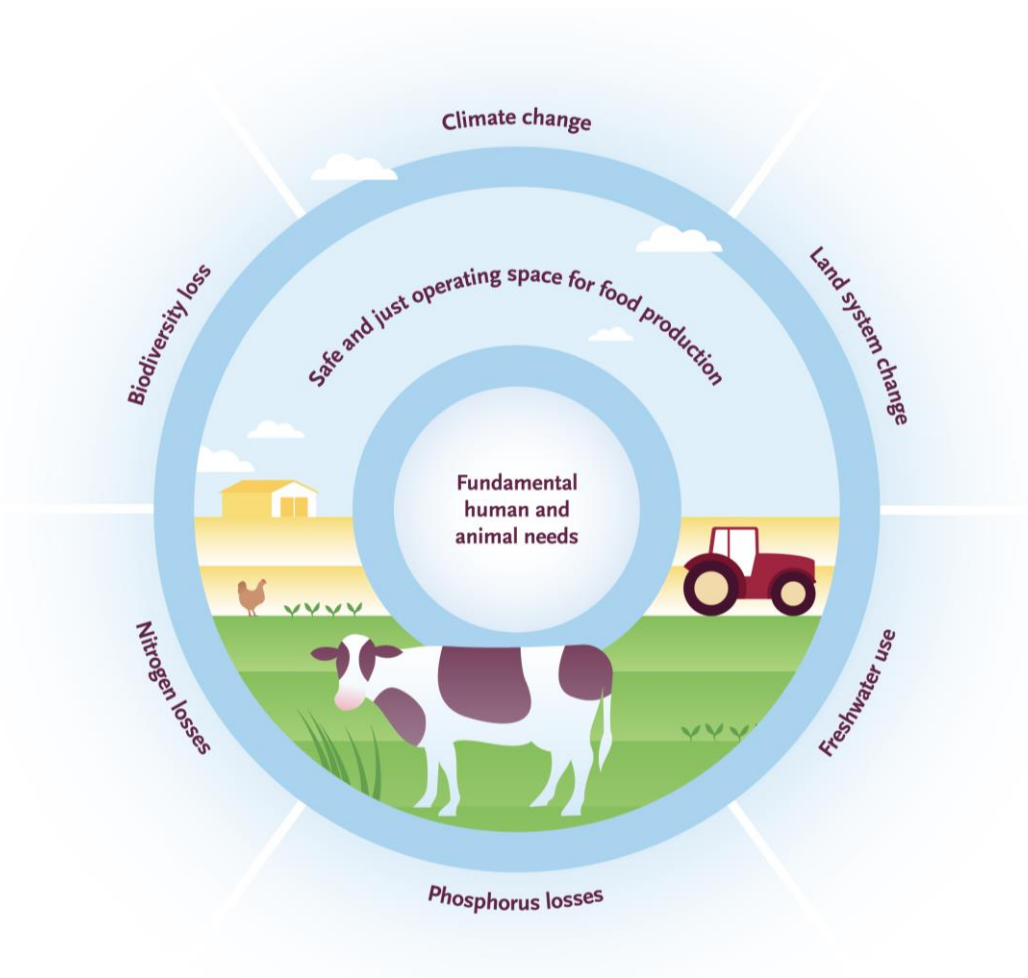 Climate change
Biodiversity loss
Land system change
Safe and just operating space for food production
Fundamental
human and
animal needs
Nitrogen losses
Freshwater use
Phosphorus losses